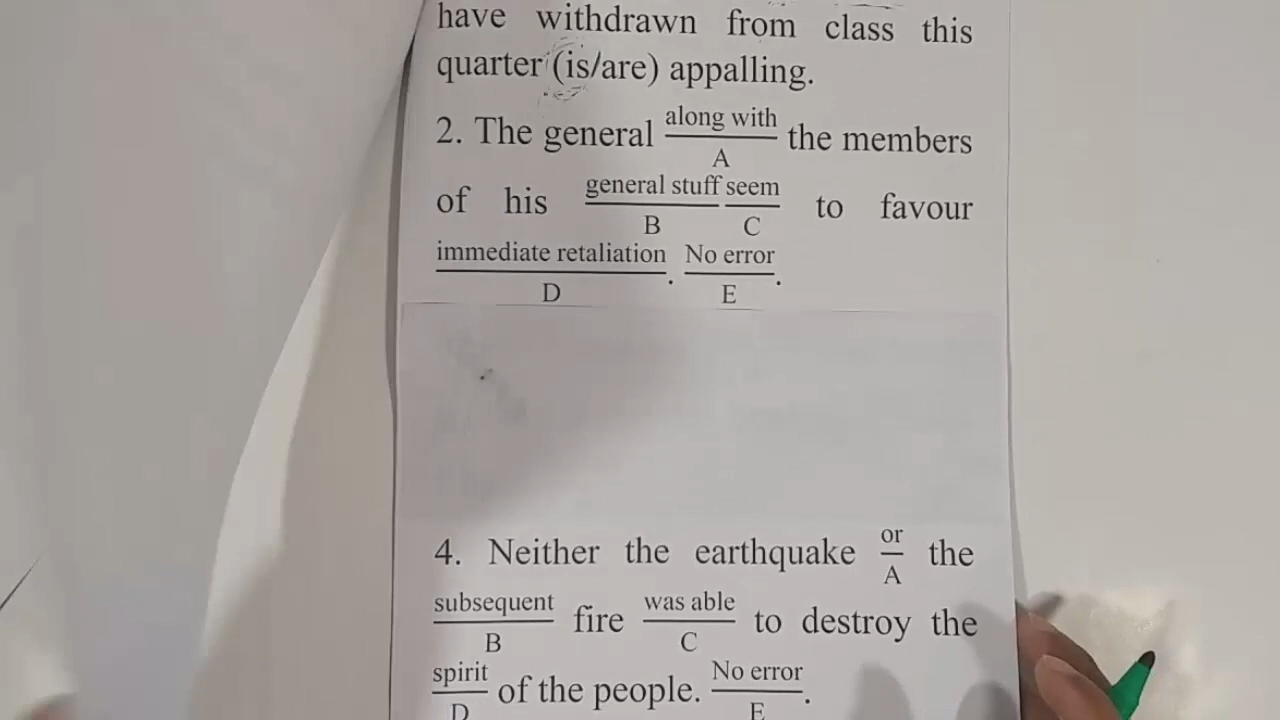 have withdrawn from class this
quarter (is/are) appalling.
2. The general along with the members
A
of his general stuff seem to favour
B C
immediate retaliation. No error.
D E
4. Neither the earthquake or the
A
subsequent fire was able to destroy the
B C
spirit of the people. No error.
D E